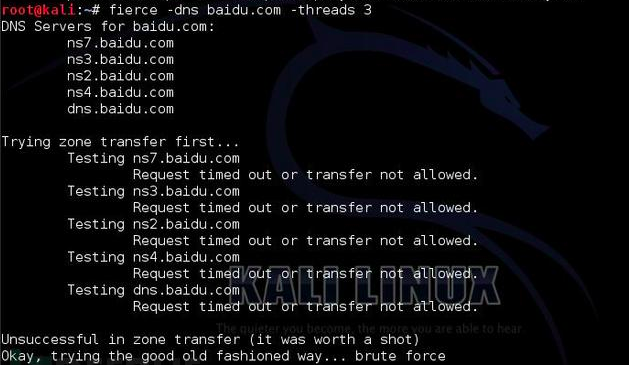 root@kali:~# fierce -dns baidu.com -threads 3
DNS Servers for baidu.com:
ns7.baidu.com
ns3.baidu.com
ns2.baidu.com
ns4.baidu.com
dns.baidu.com
Trying zone transfer first...
Testing ns7.baidu.com
Request timed out or transfer not allowed.
Testing ns3.baidu.com
Request timed out or transfer not allowed.
Testing ns2.baidu.com
Request timed out or transfer not allowed.
Testing ns4.baidu.com
Request timed out or transfer not allowed.
Testing dns.baidu.com
Request timed out or transfer not allowed.
KALI LINUX
The quieter you become, the more you are able to hear
Unsuccessful in zone transfer (it was worth a shot)
Okay, trying the good old fashioned way... brute force